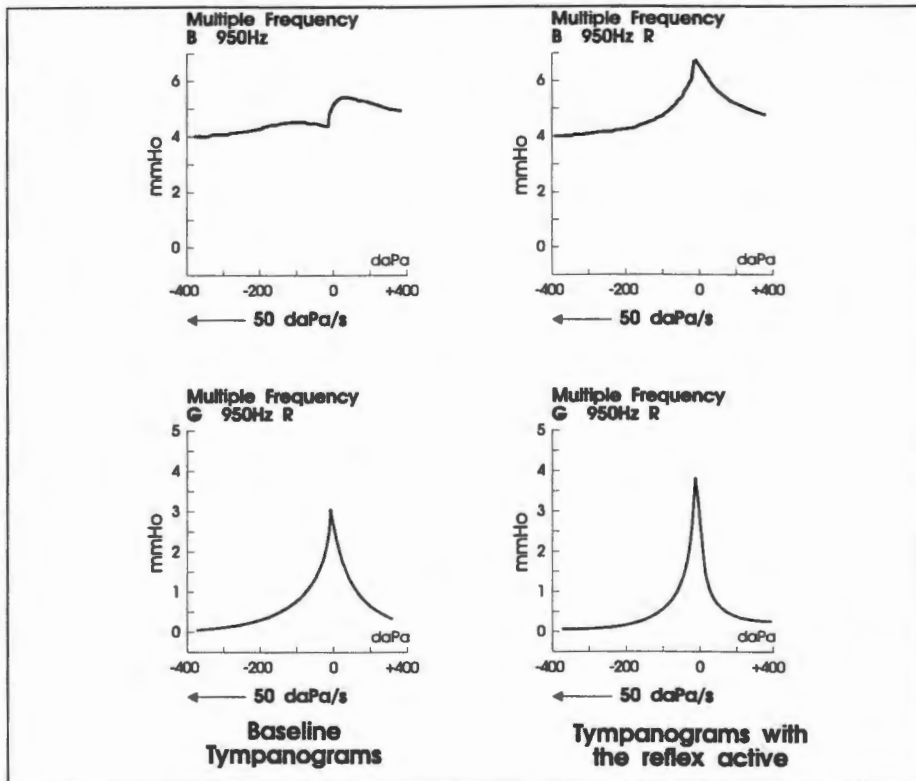 Multiple Frequency
B 950Hz
6
4
2
0
mmHo
daPa
-400 -200 0 +400
50 daPa/s
Multiple Frequency
B 950Hz R
6
4
2
0
mmHo
daPa
-400 -200 0 +400
50 daPa/s
Multiple Frequency
G 950Hz R
5
4
3
2
1
0
mmHo
daPa
-400 -200 0 +400
50 daPa/s
Baseline
Tympanograms
Multiple Frequency
G 950Hz R
5
4
3
2
1
0
mmHo
daPa
-400 -200 0 +400
50 daPa/s
Tympanograms with
the reflex active